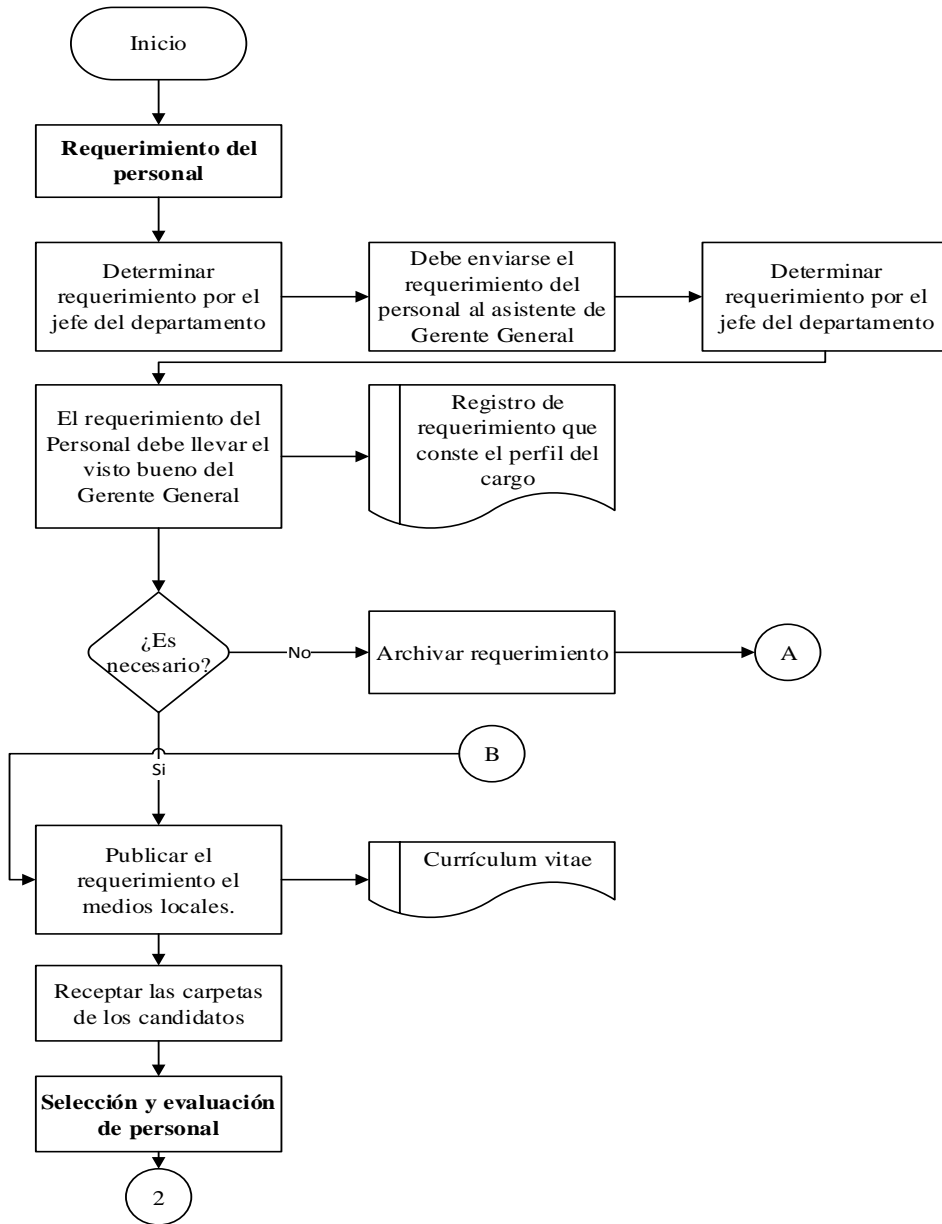 Inicio
Requerimiento del
personal
Determinar
requerimiento por el
jefe del departamento
Debe enviarse el
requerimiento del
personal al asistente de
Gerente General
Determinar
requerimiento por el
jefe del departamento
El requerimiento del
Personal debe llevar el
visto bueno del
Gerente General
Registro de
requerimiento que
conste el perfil del
cargo
¿Es
necesario?
No
Archivar requerimiento
A
B
Si
Publicar el
requerimiento el
medios locales.
Currículum vitae
Receptar las carpetas
de los candidatos
Selección y evaluación
de personal
2